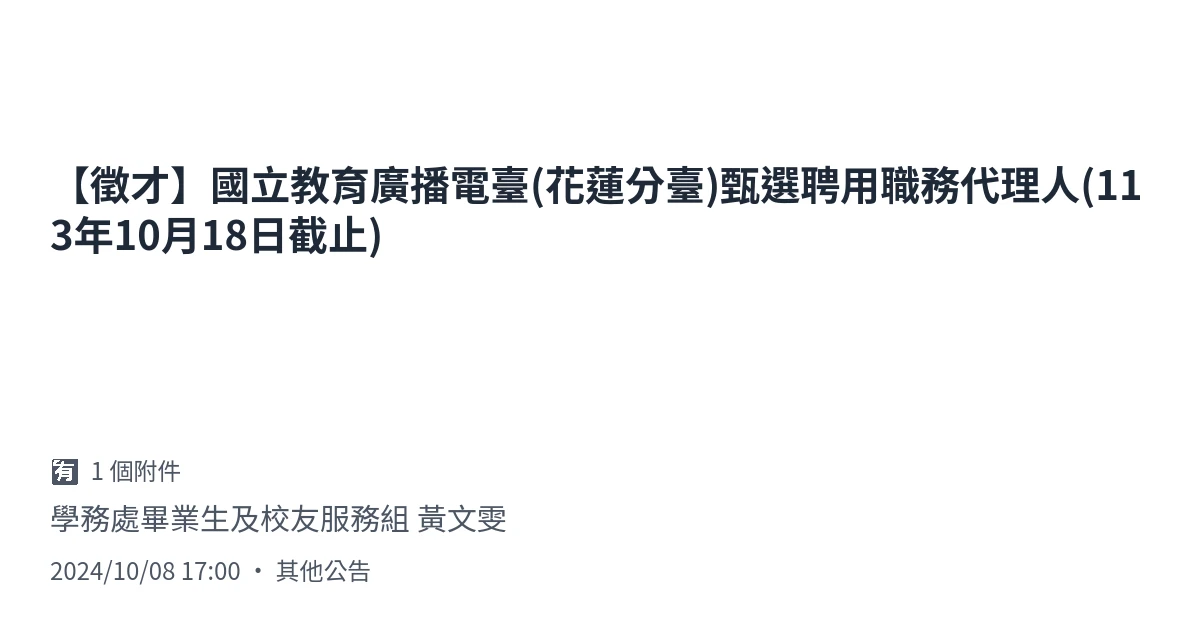 【徵才】國立教育廣播電臺(花蓮分臺)甄選聘用職務代理人(11
3年10月18日截止)
🈶 1 個附件
學務處畢業生及校友服務組 黃文雯
2024/10/08 17:00 ・ 其他公告